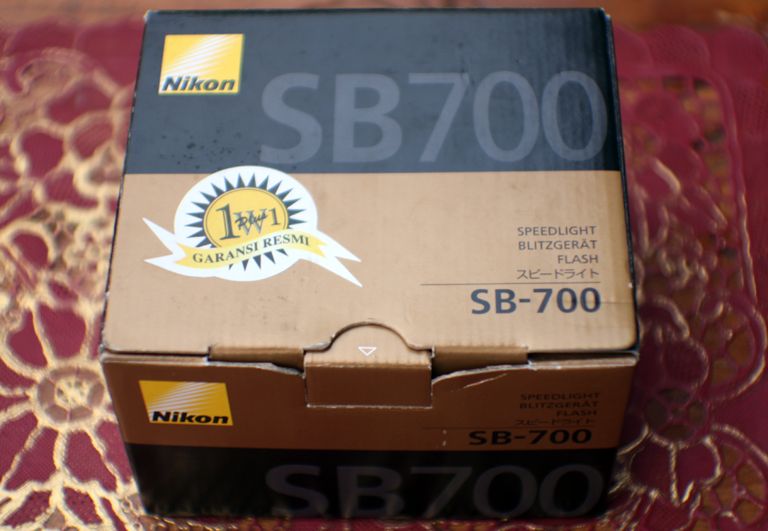 Nikon
SB700
1W1
GARANSI RESMI
SPEEDLIGHT
BLITZGERÄT
FLASH
スピードライト
SB-700
Nikon
SPEEDLIGHT
BLITZGERÄT
FLASH
スピードライト
SB-700
SB700